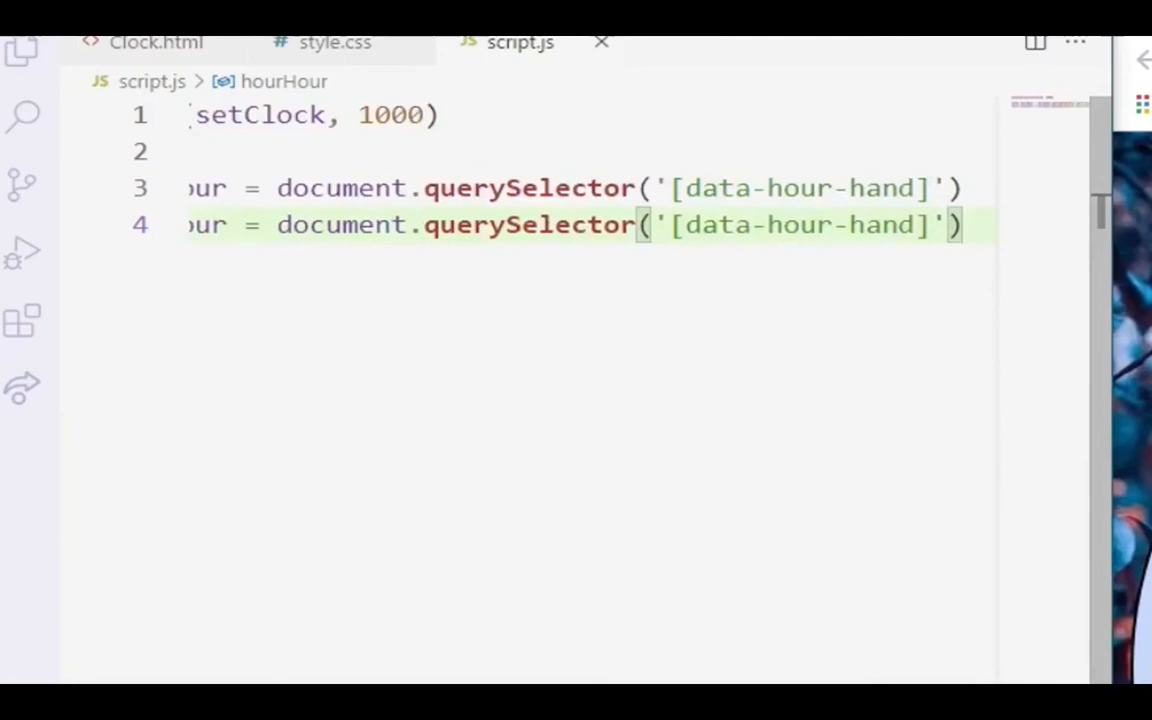 <> Clock.html # style.css JS script.js
JS script.js > hourHour
1 setClock, 1000)
2
3 our = document.querySelector('[data-hour-hand]')
4 our = document.querySelector('[data-hour-hand]')